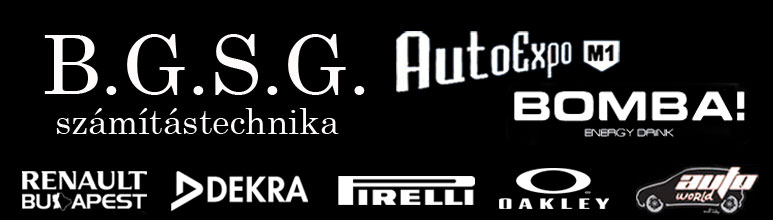 B.G.S.G.
számítástechnika
AutoExpo M1
BOMBA!
ENERGY DRINK
RENAULT
BUDAPEST
DEKRA
PIRELLI
OAKLEY
auto
world